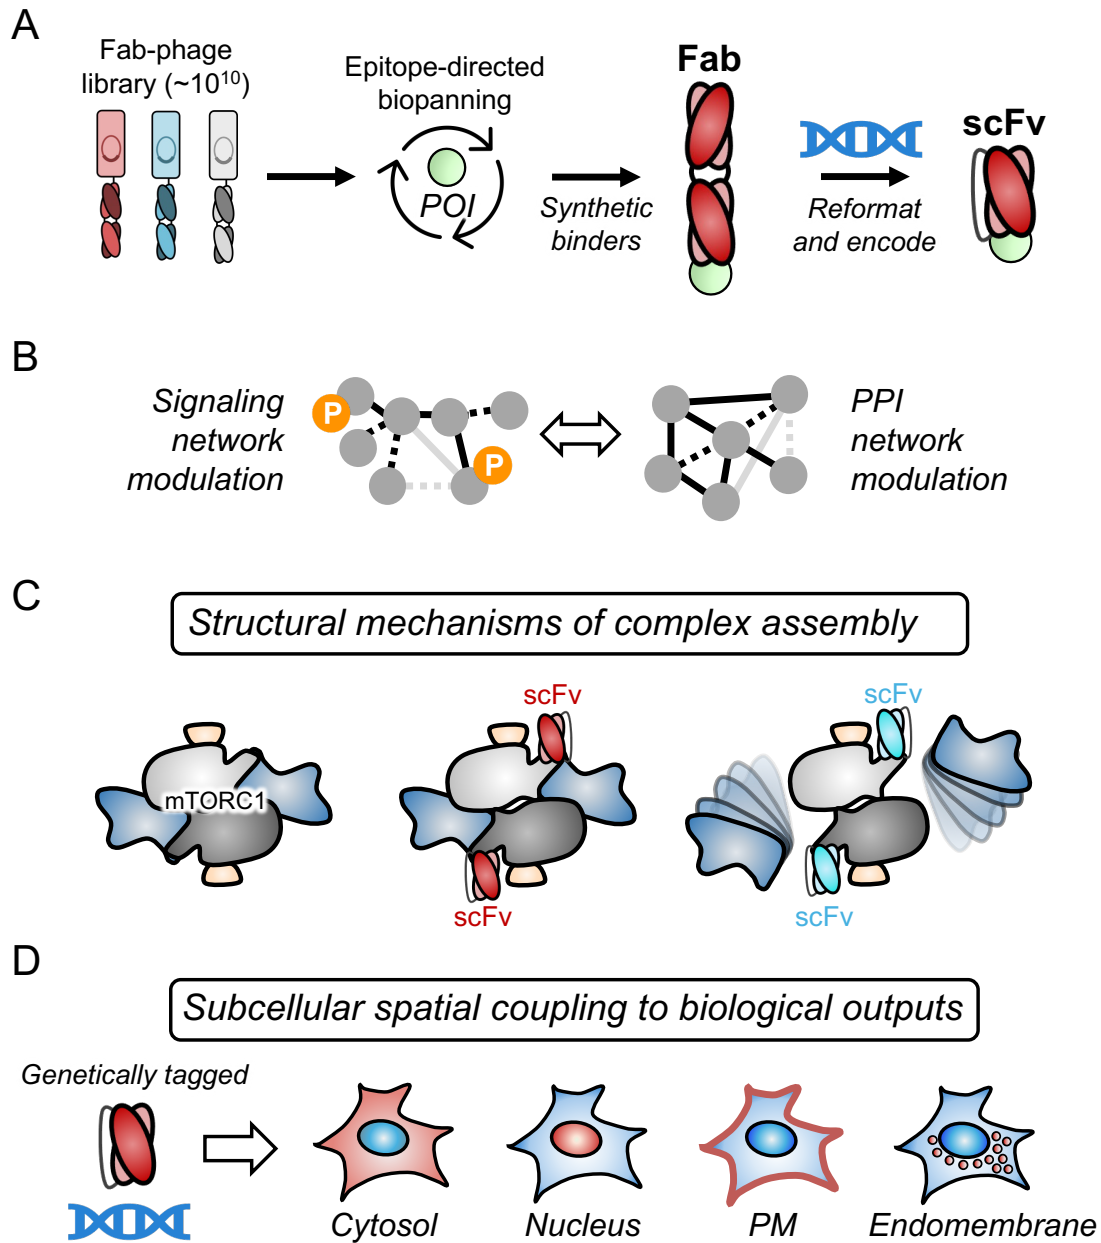 A
Fab-phage
library (~10¹⁰)
Epitope-directed
biopanning
POI
Synthetic
binders
Fab
Reformat
and encode
scFv
B
Signaling
network
modulation
P
P
PPI
network
modulation
C
Structural mechanisms of complex assembly
mTORC1
scFv
scFv
scFv
scFv
D
Subcellular spatial coupling to biological outputs
Genetically tagged
Cytosol
Nucleus
PM
Endomembrane